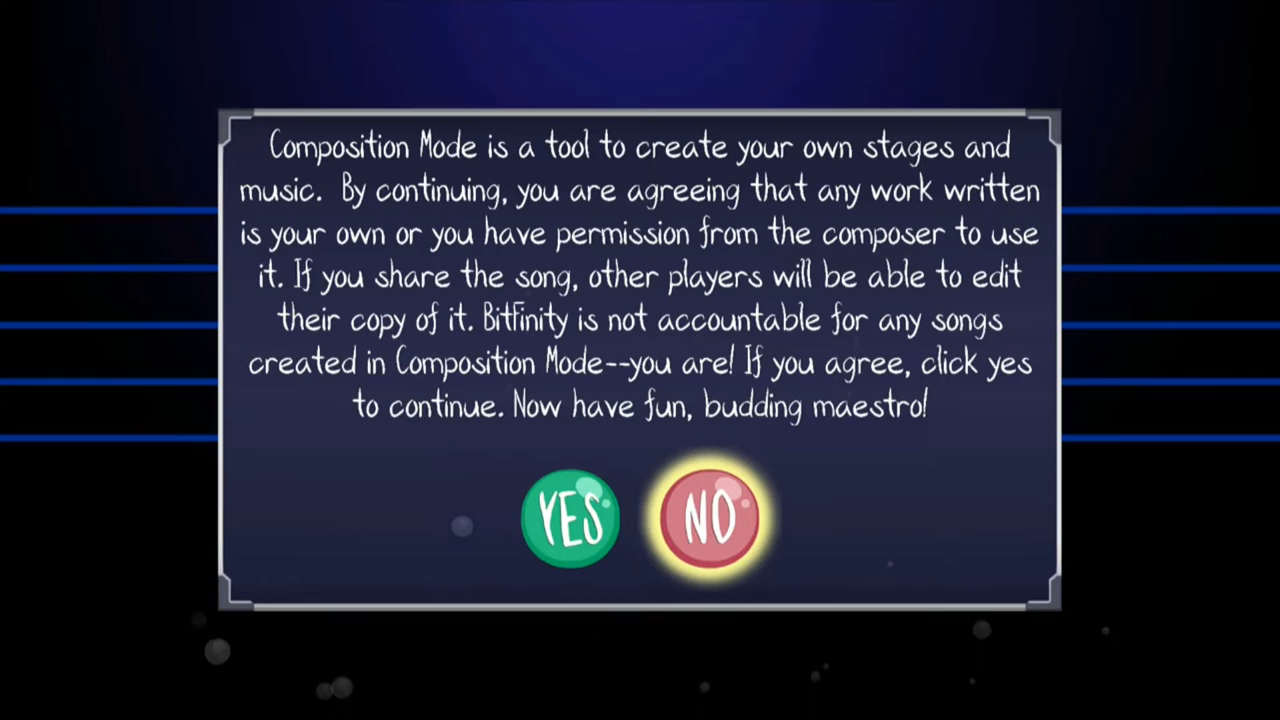 Composition Mode is a tool to create your own stages and
music.  By continuing, you are agreeing that any work written
is your own or you have permission from the composer to use
it. If you share the song, other players will be able to edit
their copy of it. BitFinity is not accountable for any songs
created in Composition Mode--you are! If you agree, click yes
to continue. Now have fun, budding maestro!
YES NO